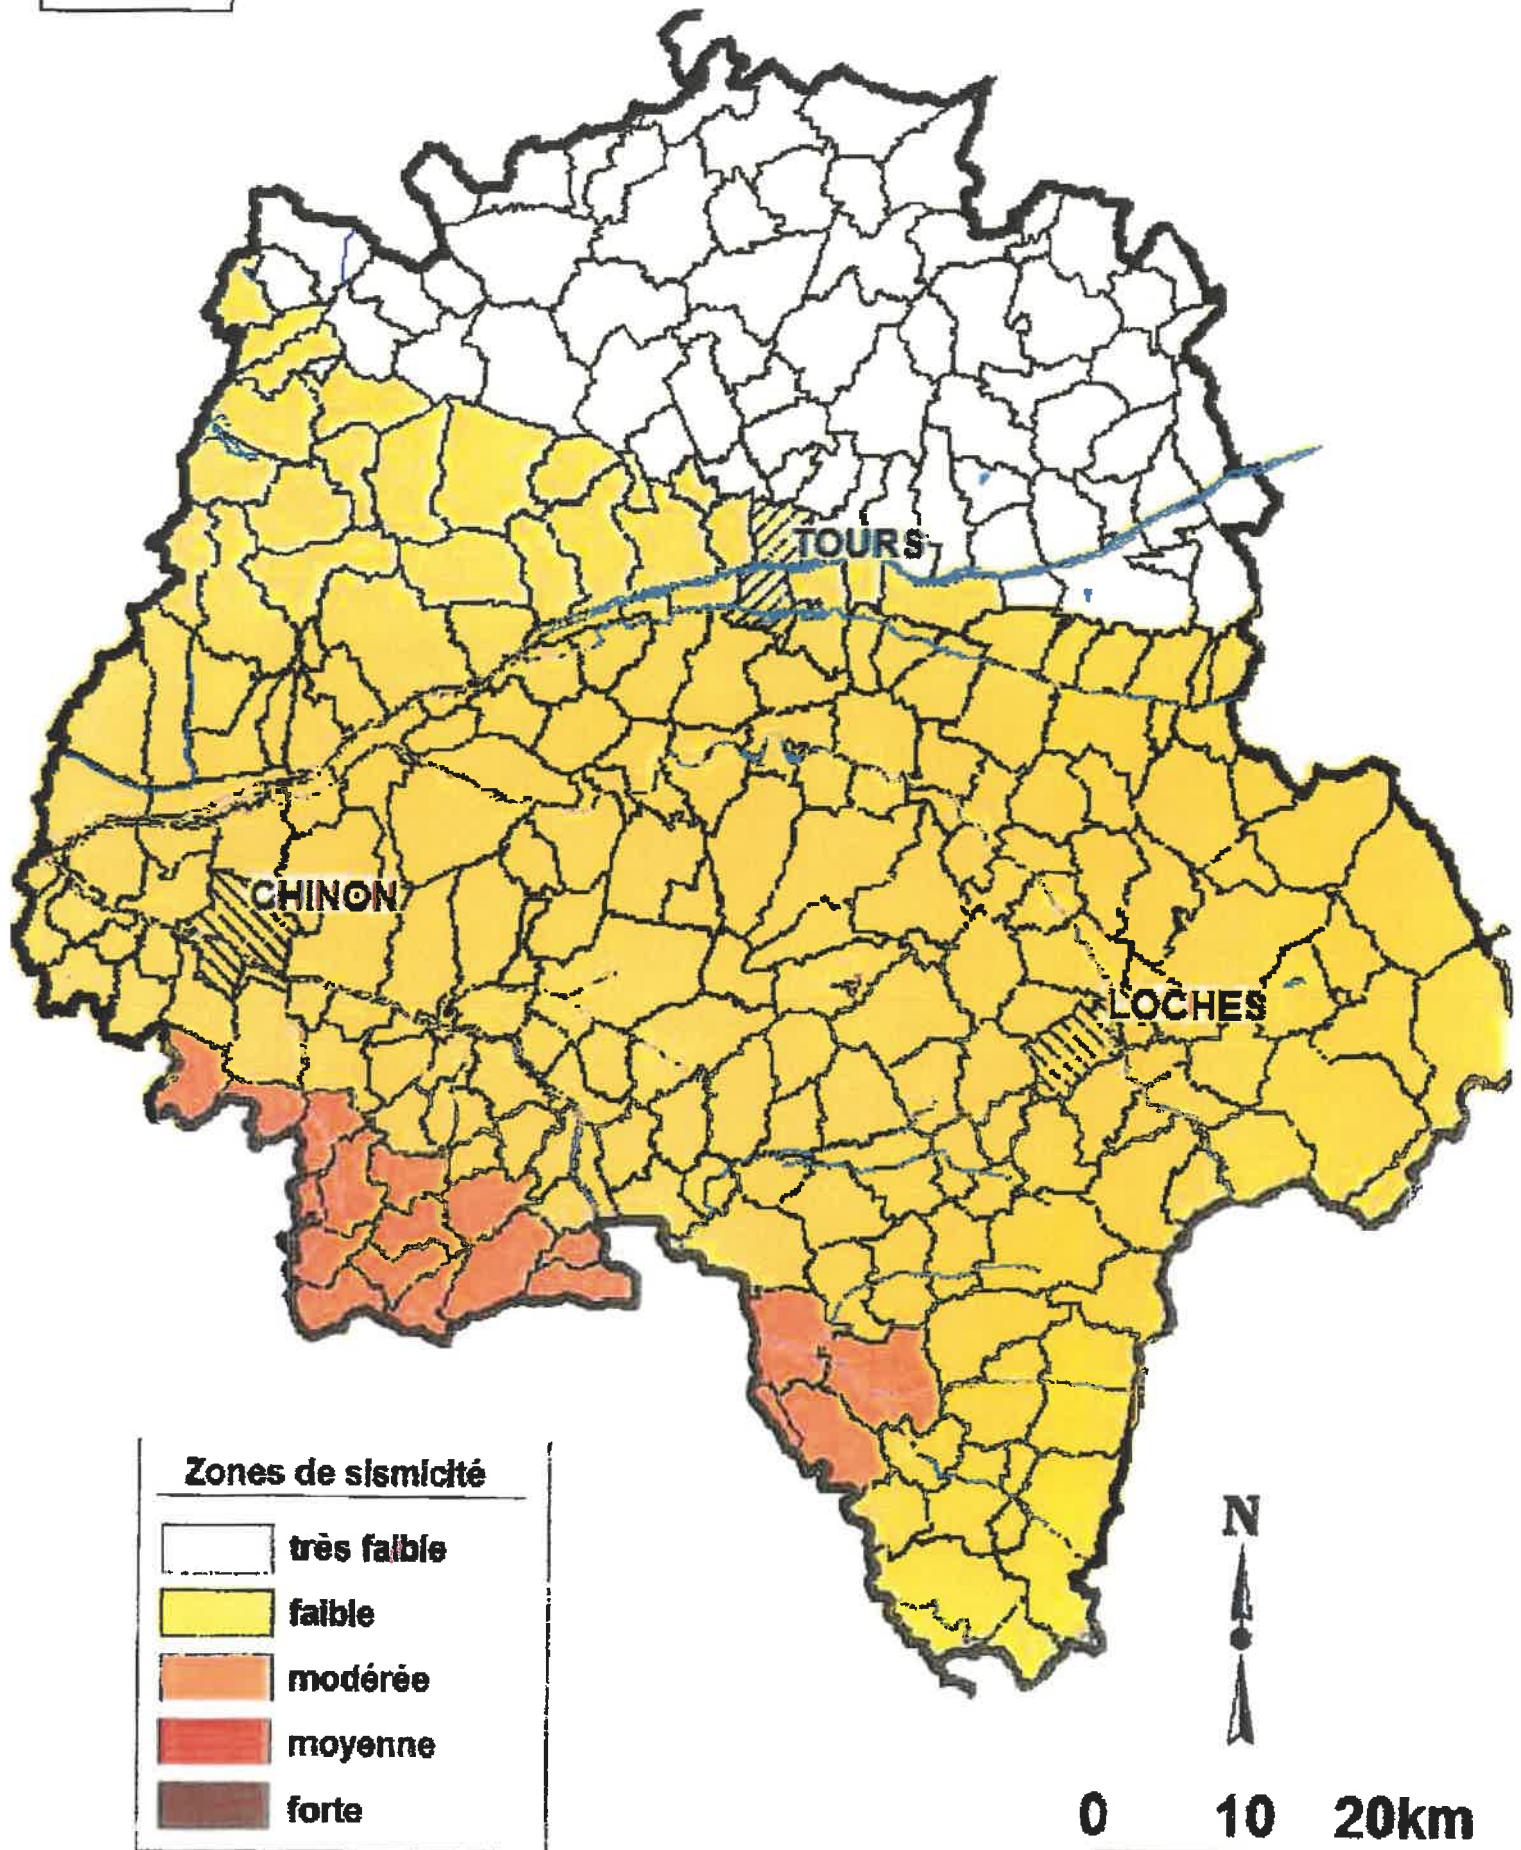 TOURS
CHINON
LOCHES
Zones de sismicité
très faible
faible
modérée
moyenne
forte
N
0 10 20km